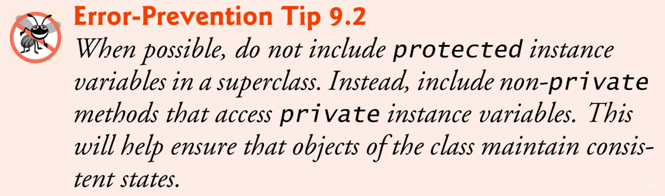 Error-Prevention Tip 9.2
When possible, do not include protected instance
variables in a superclass. Instead, include non-private
methods that access private instance variables. This
will help ensure that objects of the class maintain consis-
tent states.